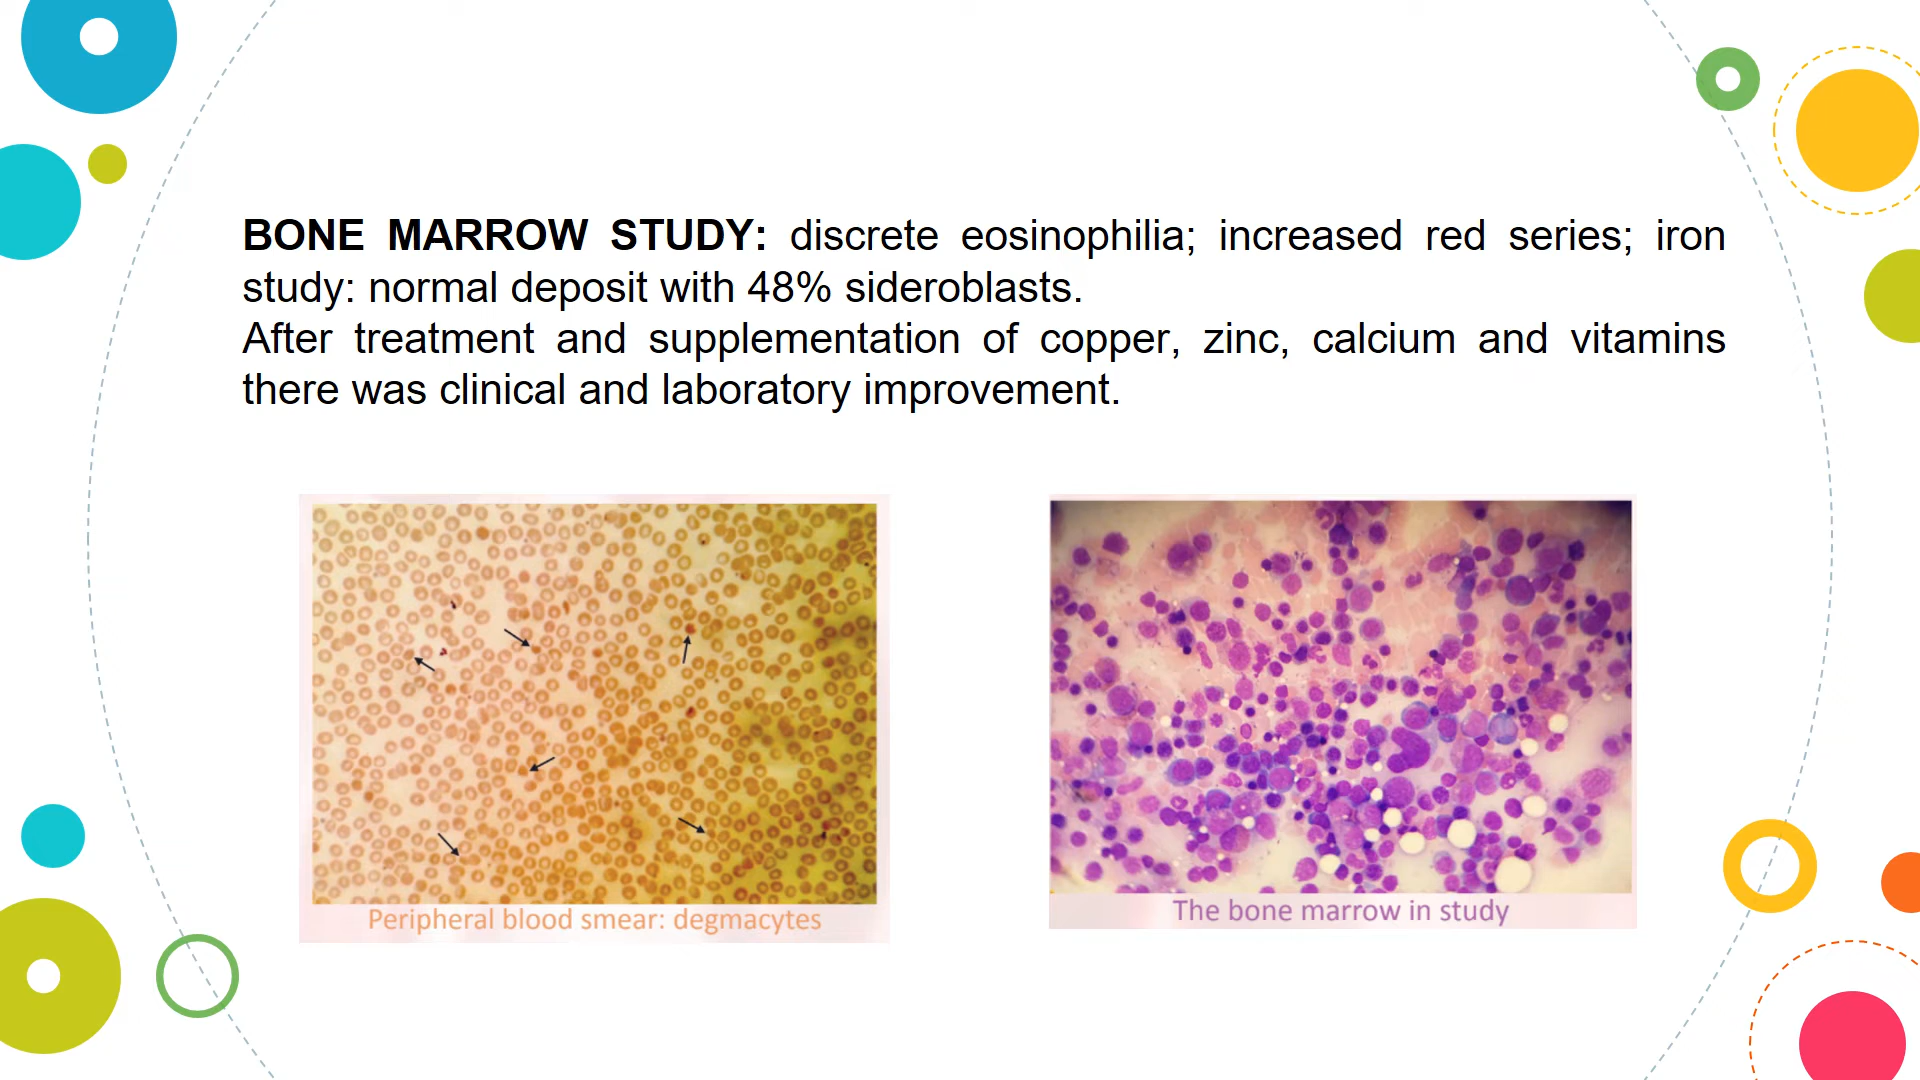 BONE MARROW STUDY: discrete eosinophilia; increased red series; iron
study: normal deposit with 48% sideroblasts.
After treatment and supplementation of copper, zinc, calcium and vitamins
there was clinical and laboratory improvement.
Peripheral blood smear: degmacytes
The bone marrow in study